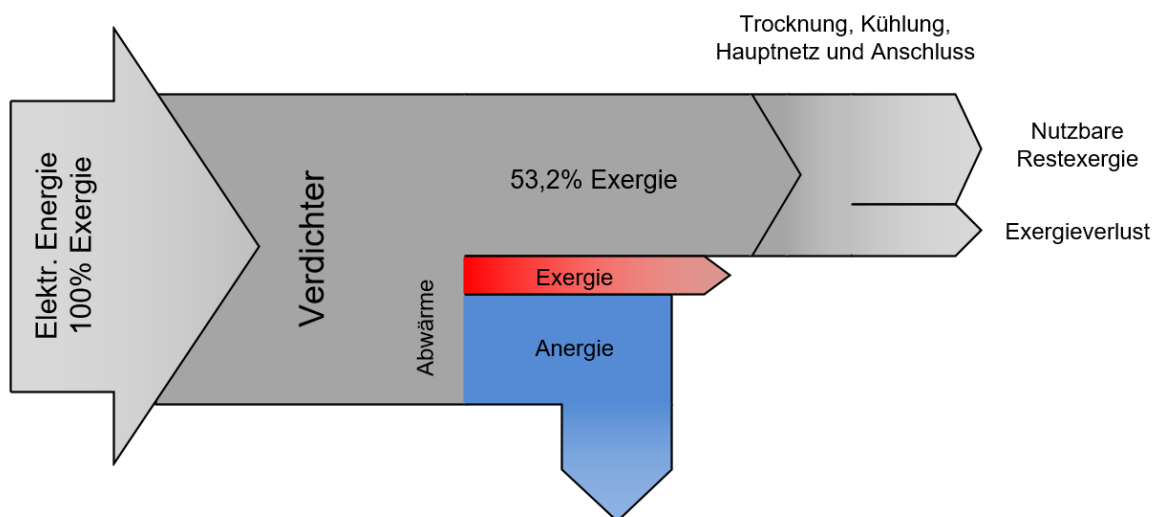 Trocknung, Kühlung,
Hauptnetz und Anschluss
Elektr. Energie
100% Exergie
Verdichter
53,2% Exergie
Nutzbare
Restexergie
Exergieverlust
Abwärme
Exergie
Anergie